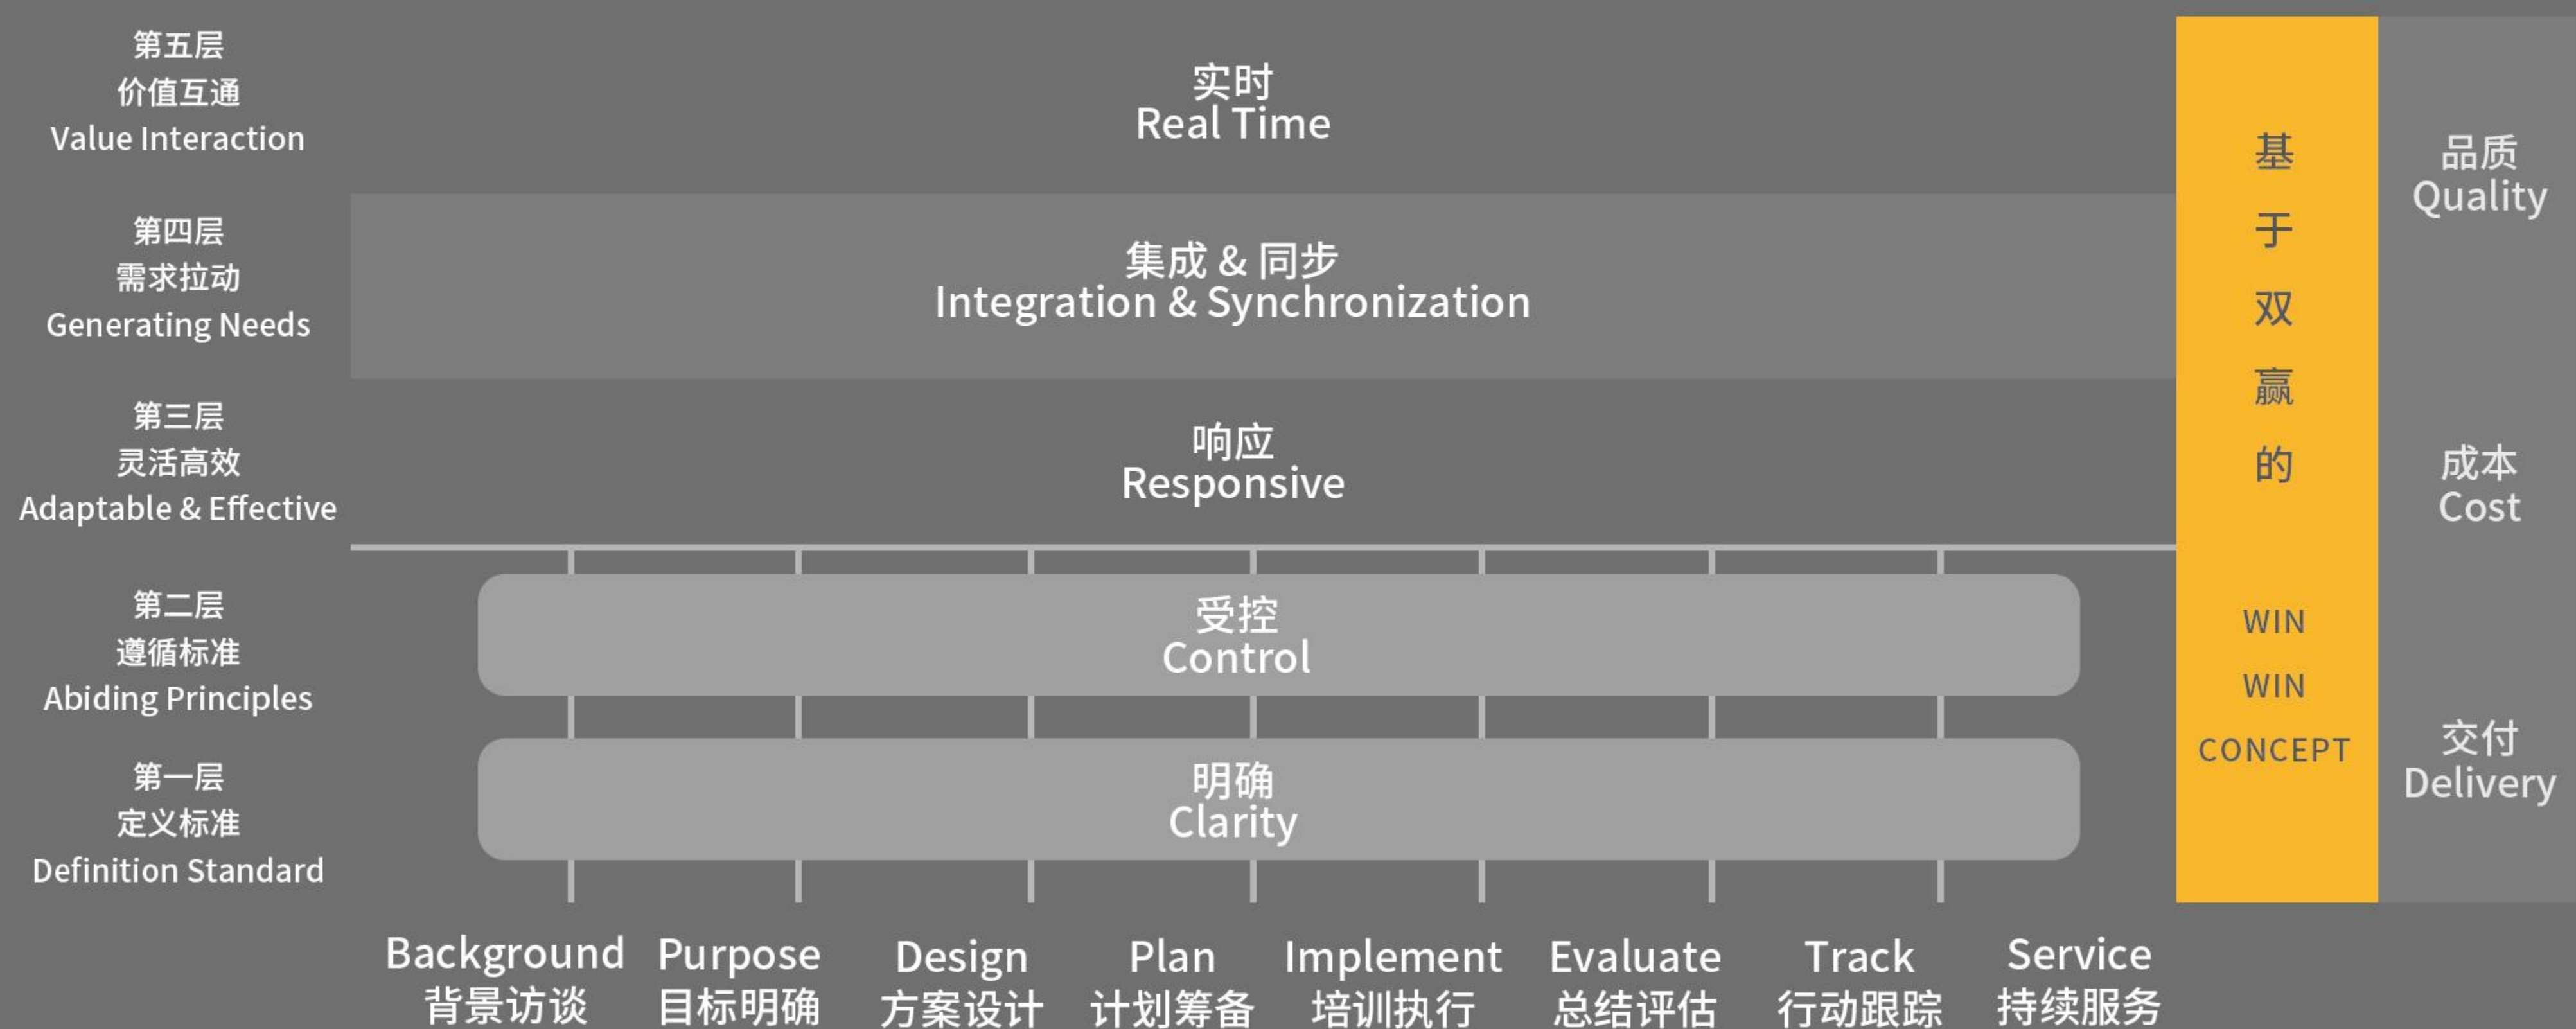 第五层
价值互通
Value Interaction
实时
Real Time
第四层
需求拉动
Generating Needs
集成 & 同步
Integration & Synchronization
第三层
灵活高效
Adaptable & Effective
响应
Responsive
第二层
遵循标准
Abiding Principles
受控
Control
第一层
定义标准
Definition Standard
明确
Clarity
基
于
双
赢
的
WIN
WIN
CONCEPT
品质
Quality
成本
Cost
交付
Delivery
Background
背景访谈
Purpose
目标明确
Design
方案设计
Plan
计划筹备
Implement
培训执行
Evaluate
总结评估
Track
行动跟踪
Service
持续服务